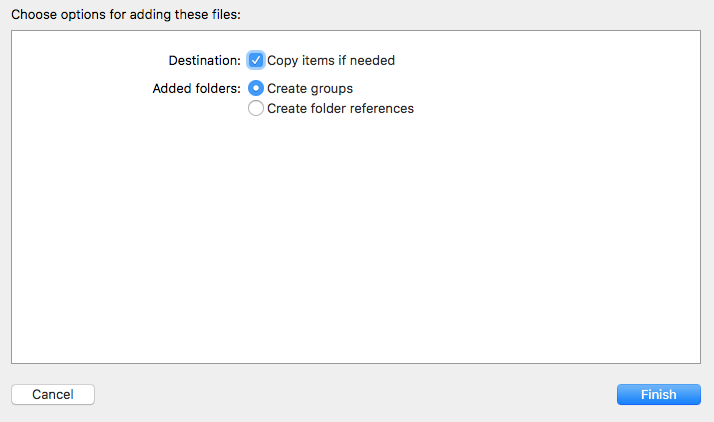 Choose options for adding these files:
Destination: Copy items if needed
Added folders: Create groups
Create folder references
Cancel Finish